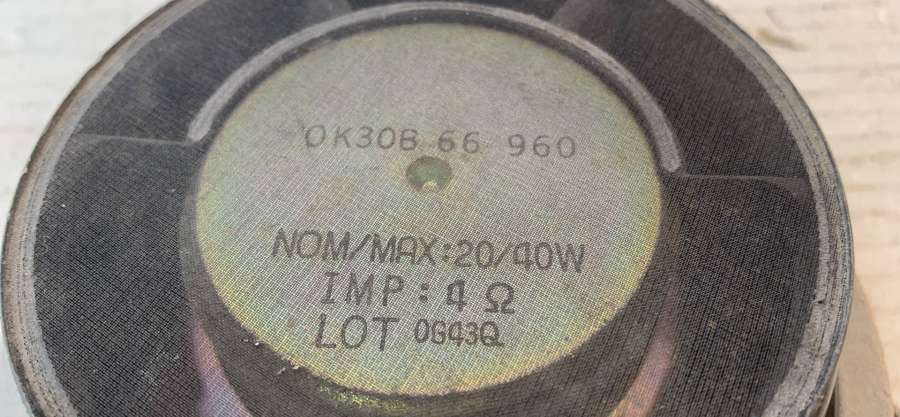 0K30B 66 960
NOM/MAX:20/40W
IMP: 4 Ω
LOT 0G43Q